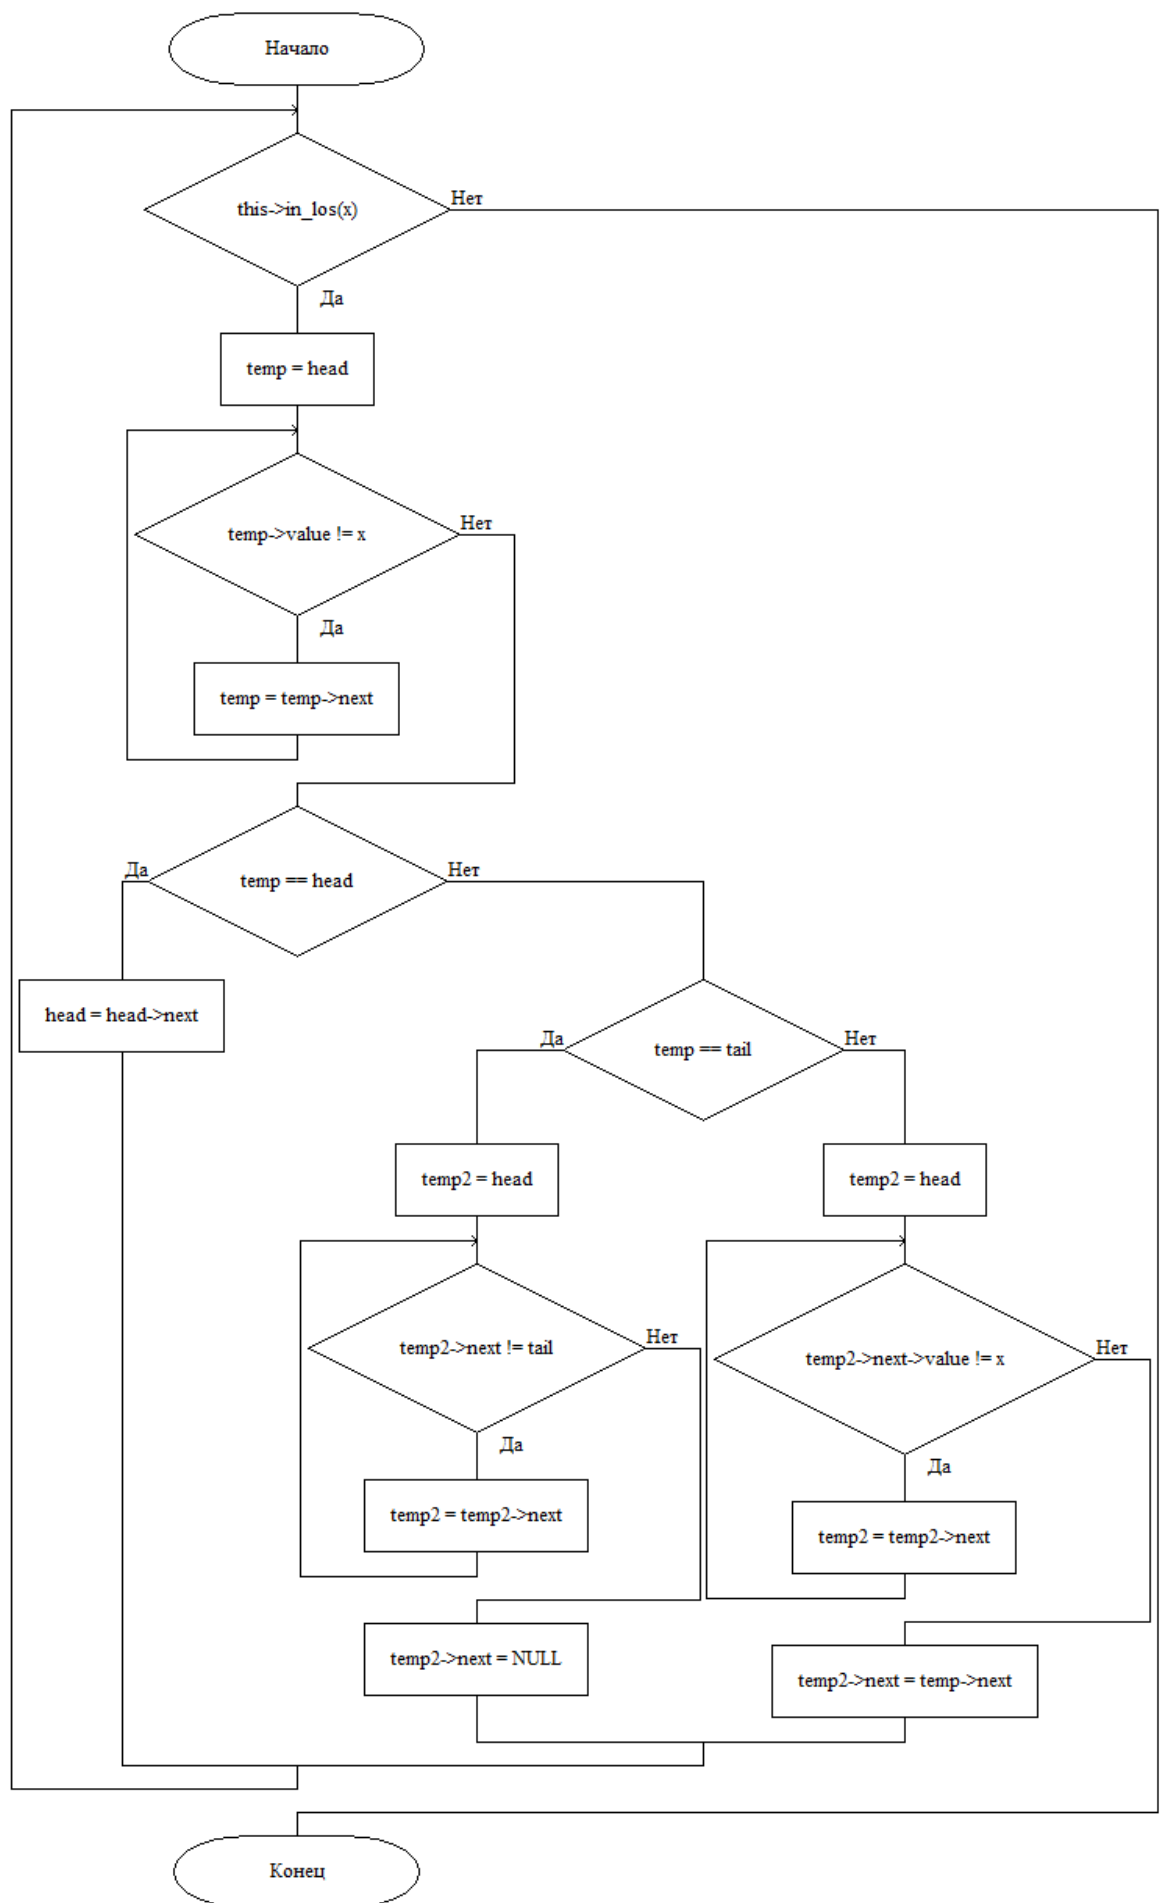 Начало
this->in_los(x)
Нет
Да
temp = head
temp->value != x
Нет
Да
temp = temp->next
temp == head
Да
Нет
head = head->next
temp == tail
Да
Нет
temp2 = head
temp2 = head
temp2->next != tail
Нет
Да
temp2->next->value != x
Нет
Да
temp2 = temp2->next
temp2 = temp2->next
temp2->next = NULL
temp2->next = temp->next
Конец